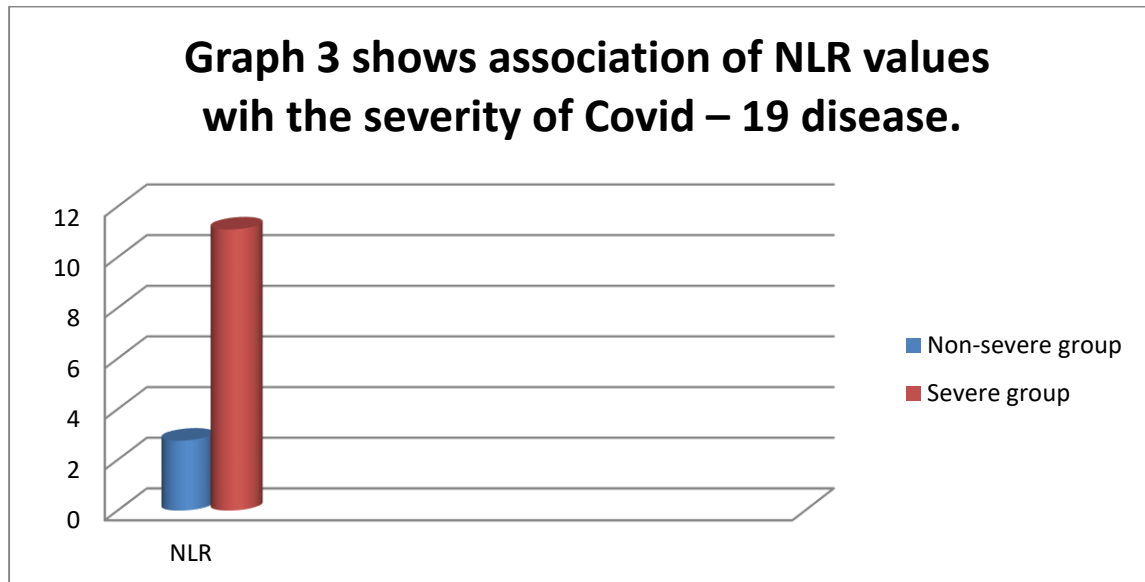 Graph 3 shows association of NLR values
wih the severity of Covid – 19 disease.
12
10
8
6
4
2
0
NLR
Non-severe group
Severe group